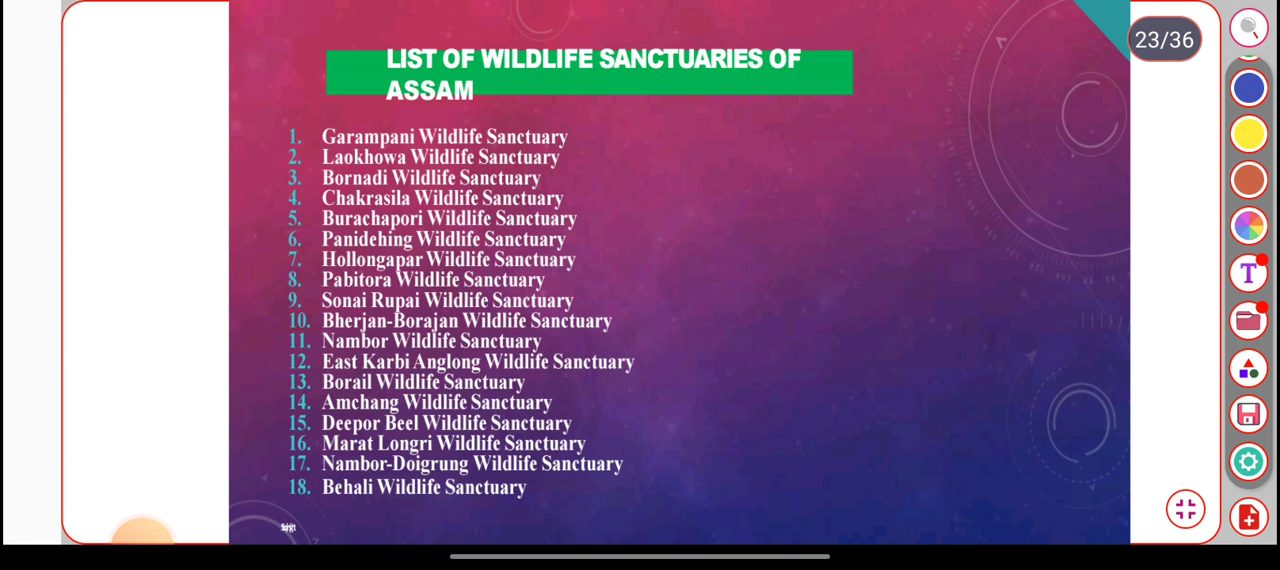 LIST OF WILDLIFE SANCTUARIES OF
ASSAM
23/36
1. Garampani Wildlife Sanctuary
2. Laokhowa Wildlife Sanctuary
3. Bornadi Wildlife Sanctuary
4. Chakrasila Wildlife Sanctuary
5. Burachapori Wildlife Sanctuary
6. Panidehing Wildlife Sanctuary
7. Hollongapar Wildlife Sanctuary
8. Pabitora Wildlife Sanctuary
9. Sonai Rupai Wildlife Sanctuary
10. Bherjan-Borajan Wildlife Sanctuary
11. Nambor Wildlife Sanctuary
12. East Karbi Anglong Wildlife Sanctuary
13. Borail Wildlife Sanctuary
14. Amchang Wildlife Sanctuary
15. Deepor Beel Wildlife Sanctuary
16. Marat Longri Wildlife Sanctuary
17. Nambor-Doigrung Wildlife Sanctuary
18. Behali Wildlife Sanctuary
T